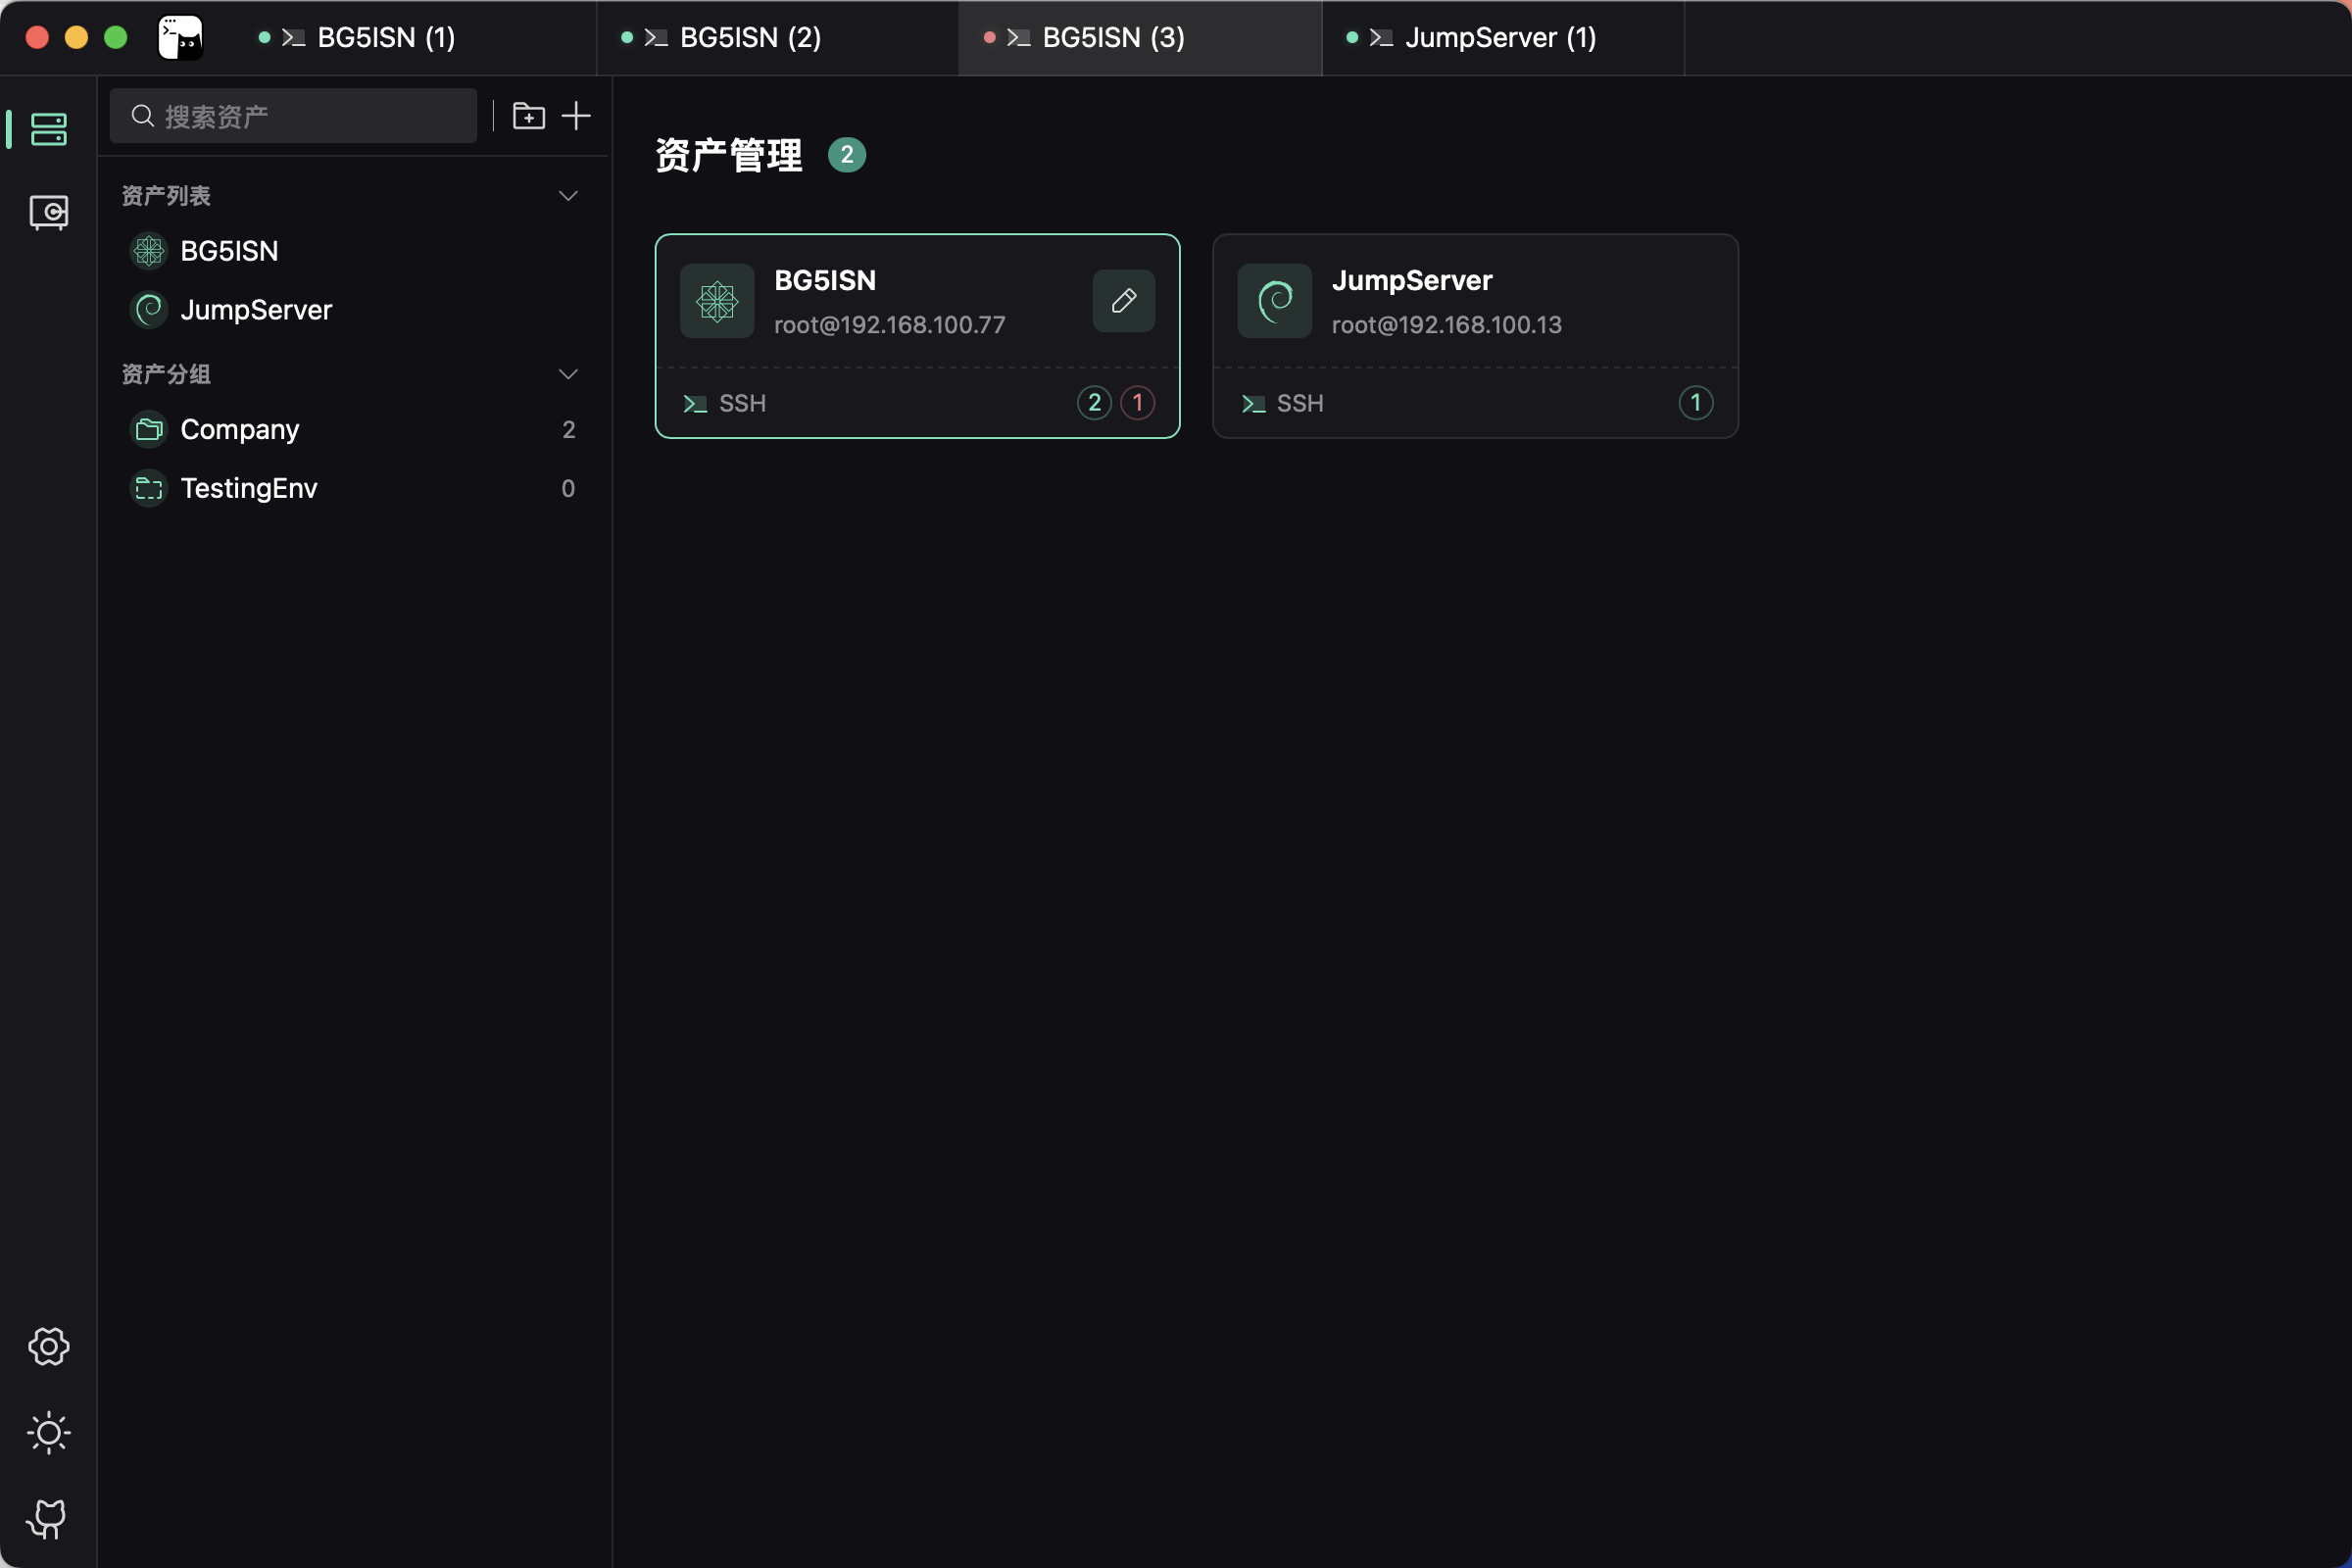 BG5ISN (1)
BG5ISN (2)
BG5ISN (3)
JumpServer (1)
搜索资产
资产列表
BG5ISN
JumpServer
资产分组
Company 2
TestingEnv 0
资产管理 2
BG5ISN
root@192.168.100.77
SSH 2 1
JumpServer
root@192.168.100.13
SSH 1